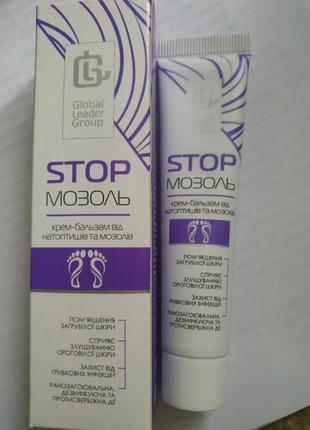 Global
Leader
Group
STOP
МОЗОЛЬ
крем-бальзам від
натоптишів та мозолів
ПОМ'ЯКШЕННЯ
ЗАГРУБІЛОЇ ШКІРИ
СПРИЯЄ
ЗЛУЩУВАННЮ
ОРОГОВІЛОЇ ШКІРИ
ЗАХИСТ ВІД
ГРИБКОВИХ ІНФЕКЦІЙ
РАНОЗАГОЮВАЛЬНА,
ДЕЗІНФІКУЮЧА ТА
ПРОТИСВЕРБІЖНА ДІЇ
STOP
МОЗОЛЬ
крем-бальзам від
натоптишів та мозолів
ПОМ'ЯКШЕННЯ
ЗАГРУБІЛОЇ ШКІРИ
СПРИЯЄ
ЗЛУЩУВАННЮ
ОРОГОВІЛОЇ ШКІРИ
ЗАХИСТ ВІД
ГРИБКОВИХ ІНФЕКЦІЙ
РАНОЗАГОЮВАЛЬНА,
ДЕЗІНФІКУЮЧА ТА
ПРОТИСВЕРБІЖНА ДІЇ